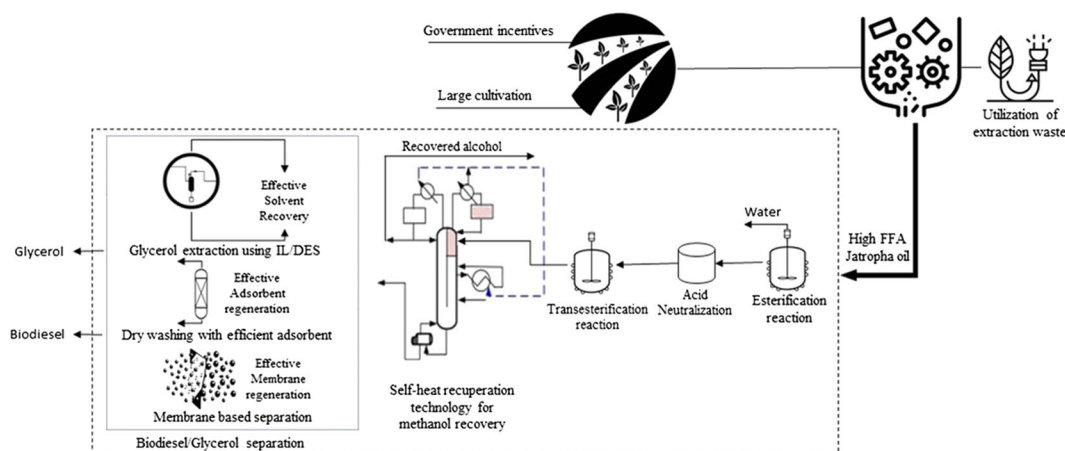 Government incentives
Large cultivation
Utilization of
extraction waste
High FFA
Jatropha oil
Water
Esterification
reaction
Acid
Neutralization
Transesterification
reaction
Recovered alcohol
Self-heat recuperation
technology for
methanol recovery
Effective
Solvent
Recovery
Glycerol extraction using IL/DES
Effective
Adsorbent
regeneration
Dry washing with efficient adsorbent
Effective
Membrane
regeneration
Membrane based separation
Biodiesel/Glycerol separation
Glycerol
Biodiesel